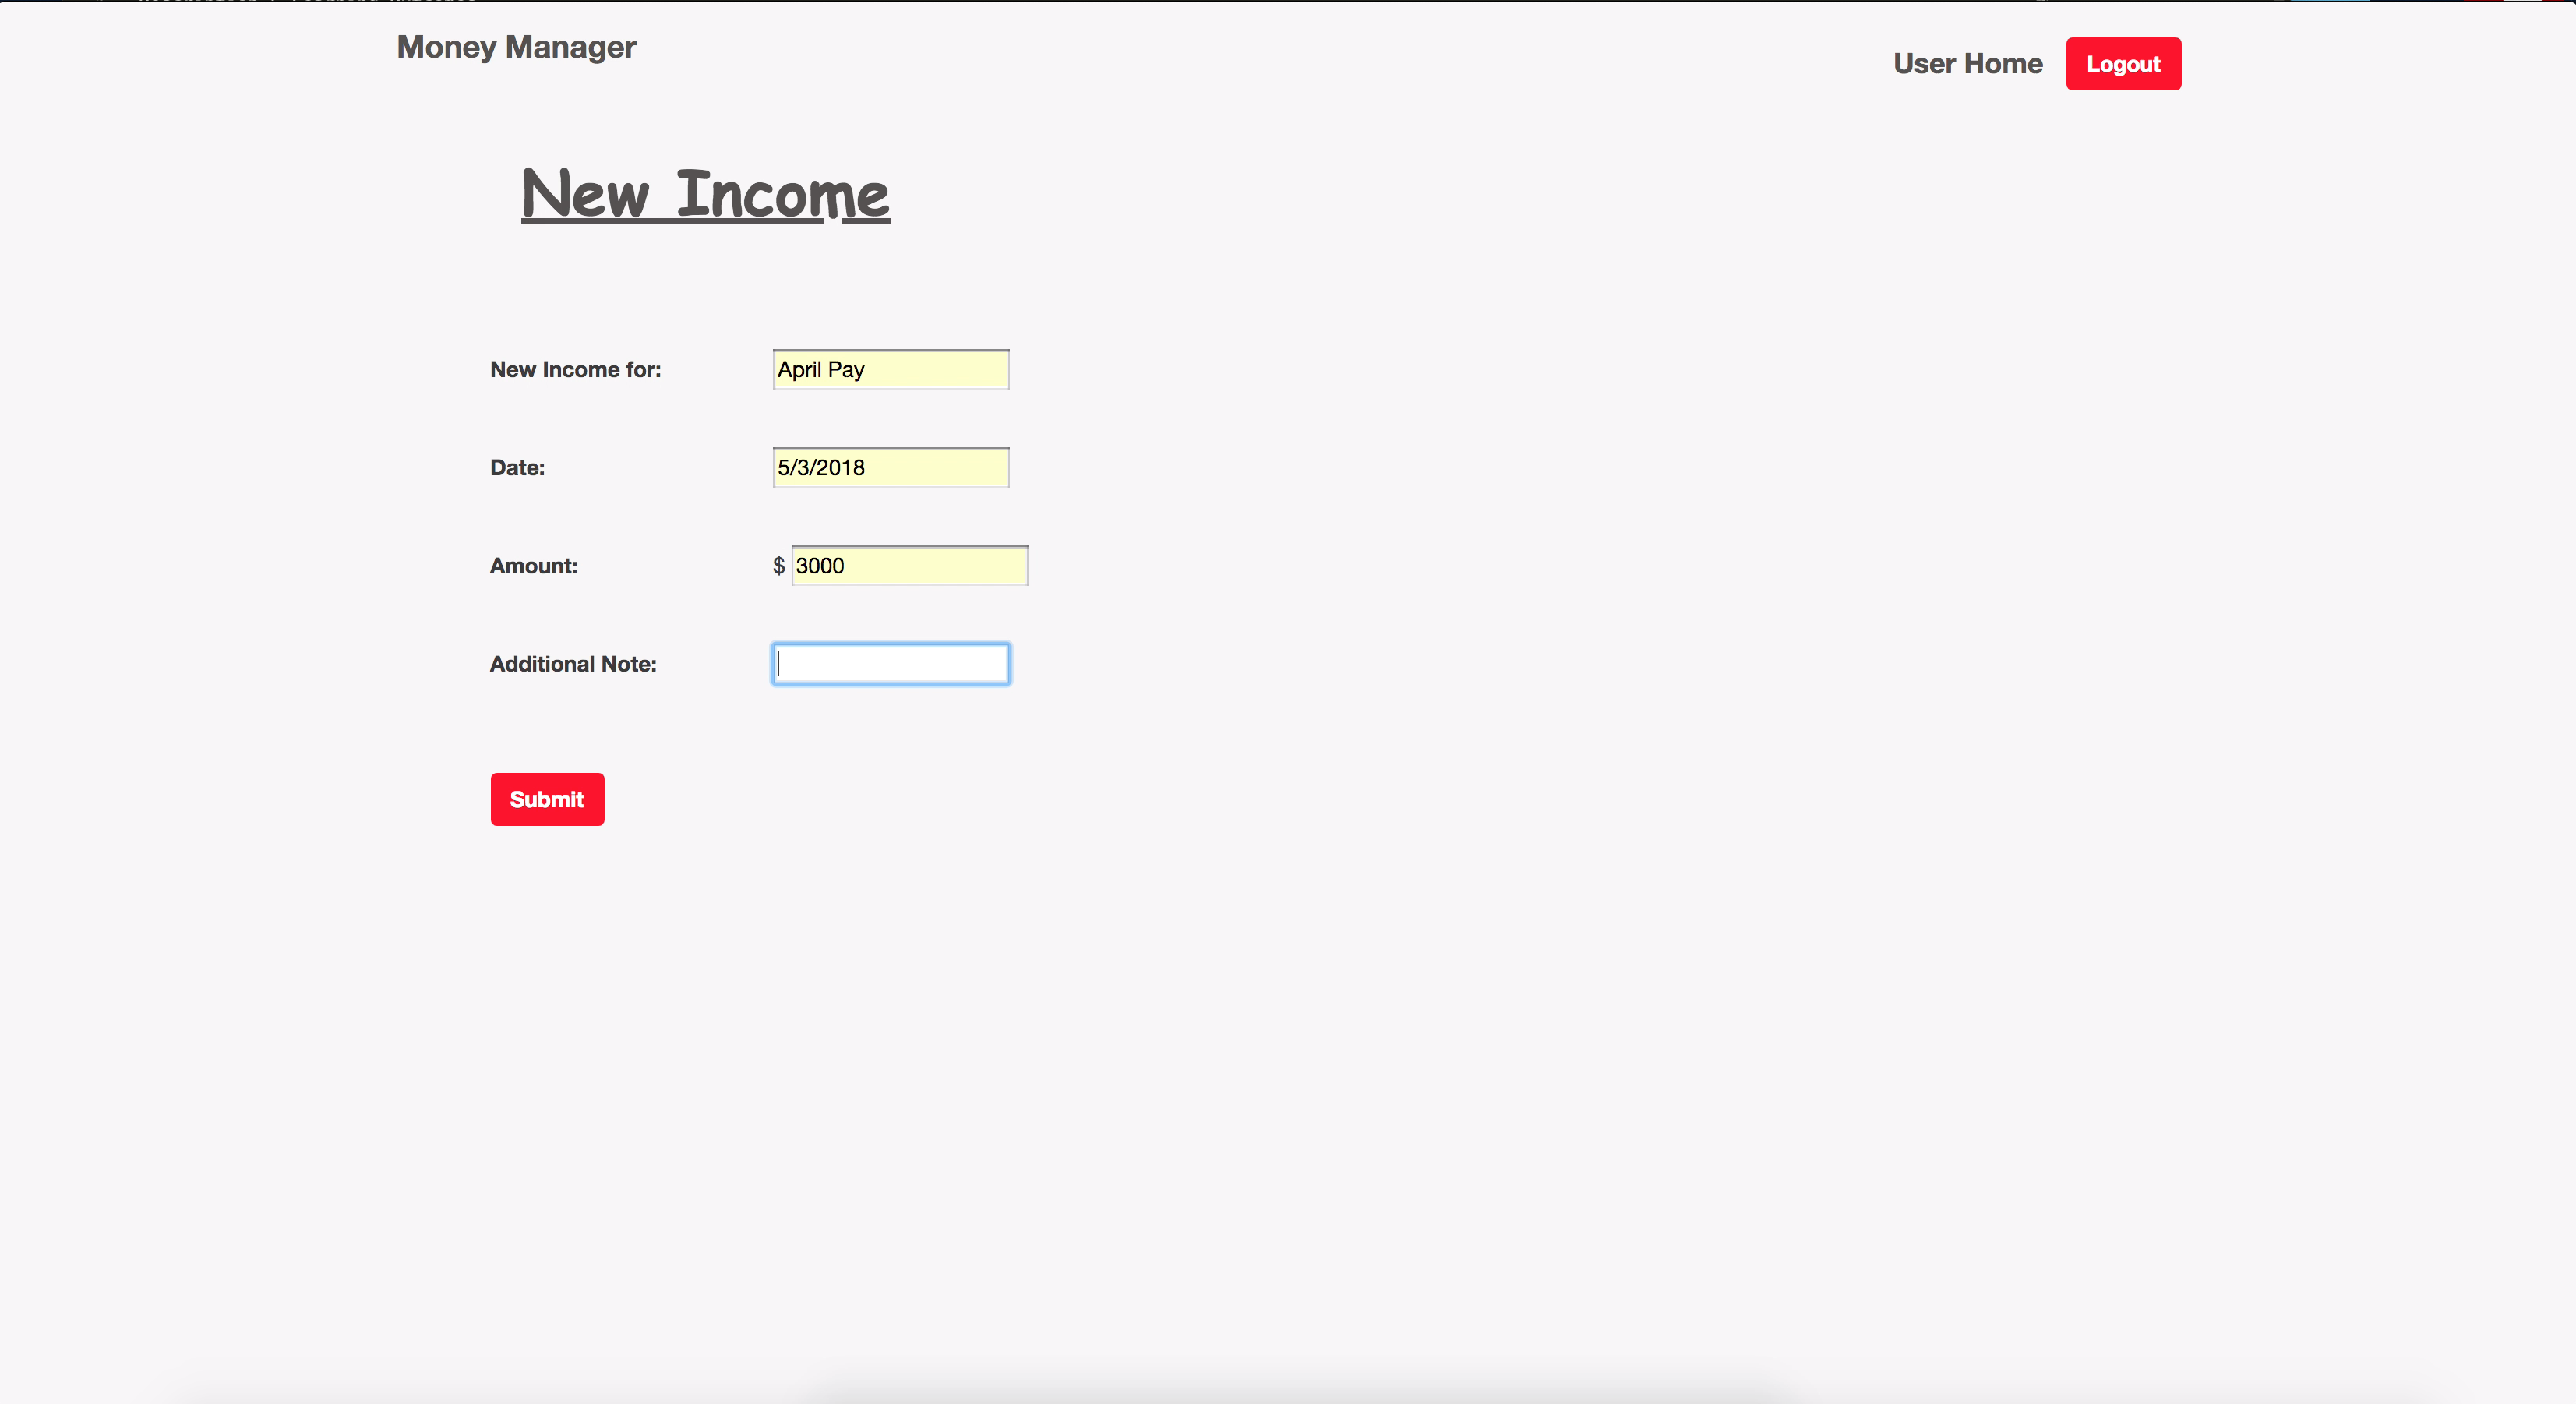 Money Manager
User Home
Logout
New Income
New Income for:
April Pay
Date:
5/3/2018
Amount:
$ 3000
Additional Note:
Submit